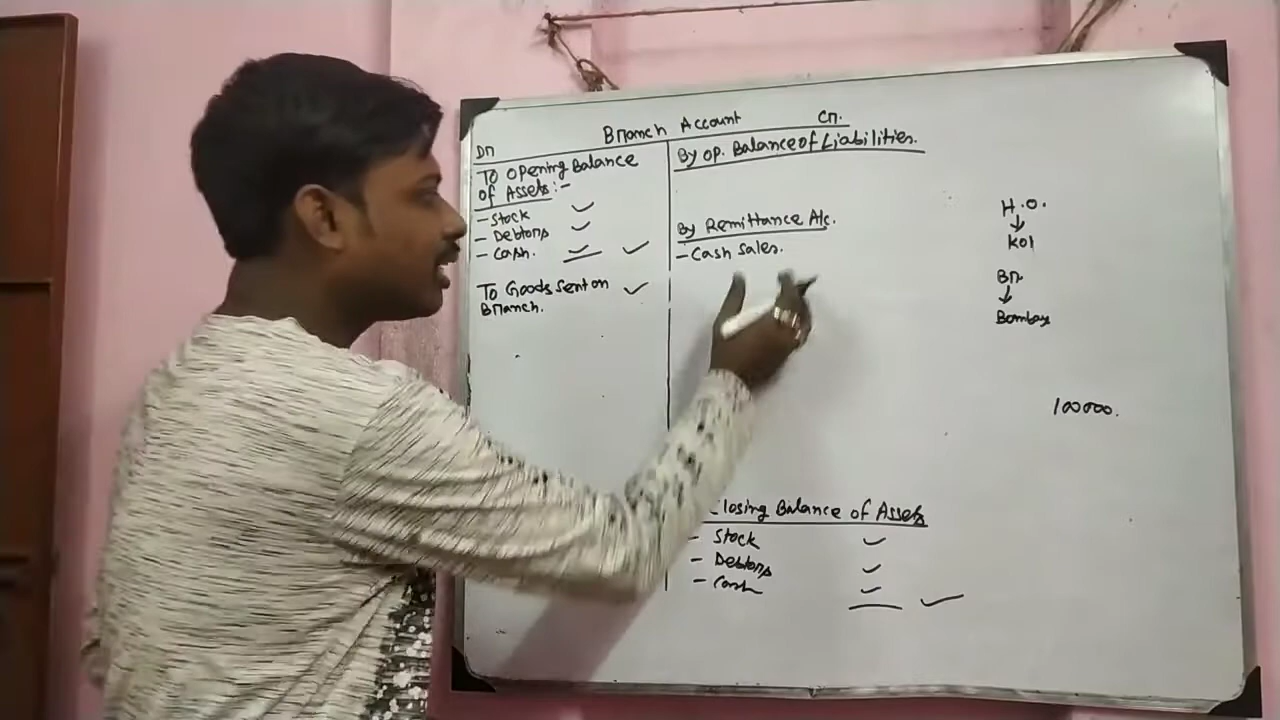 Branch Account
Dr
Cr.
To Opening Balance
of Assets:-
- Stock
- Debtors
- Cash.
To Goods Sent on
Branch.
By Op. Balance of Liabilities.
By Remittance A/c.
- Cash Sales.
Closing Balance of Assets
- Stock
- Debtors
- Cash
H.O.
Kol
Br
Bombay
100000.